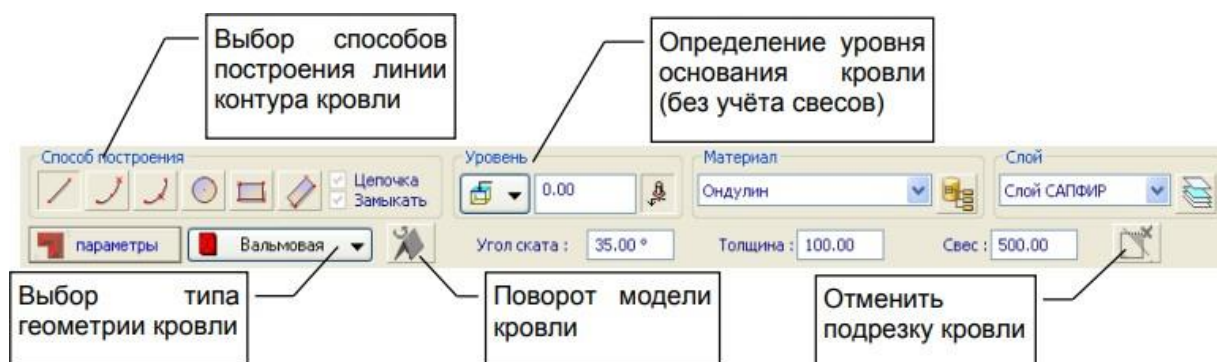 Выбор способов
построения линии
контура кровли
Определение уровня
основания кровли
(без учёта свесов)
Способ построения
Уровень
Материал
Слой
Цепочка
Замыкать
0.00
Ондулин
Слой САПФИР
параметры
Вальмовая
Угол ската :
35.00 °
Толщина :
100.00
Свес :
500.00
Выбор типа
геометрии кровли
Поворот модели
кровли
Отменить
подрезку кровли